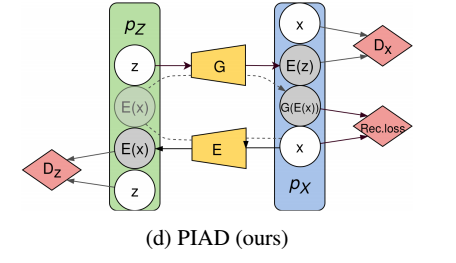 p_Z
x
D_x
z
G
E(z)
E(x)
G(E(x))
Rec.loss
E(x)
E
x
D_z
z
p_X
(d) PIAD (ours)